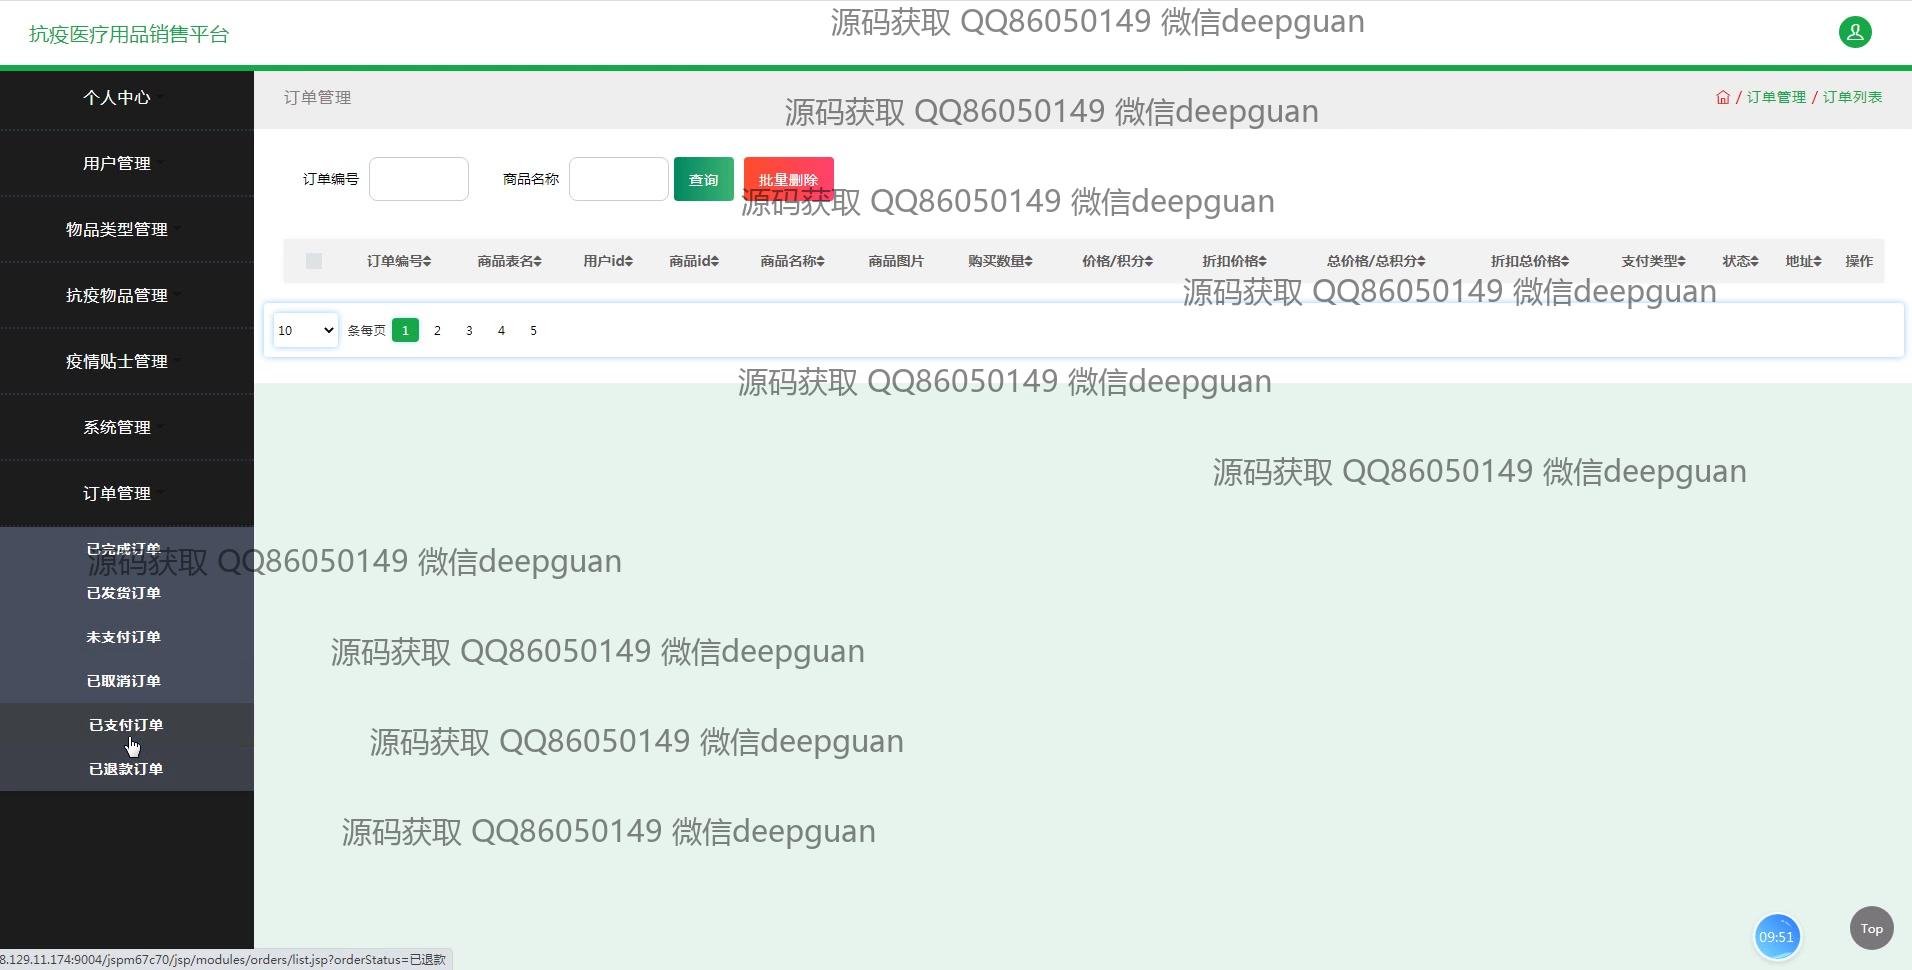 抗疫医疗用品销售平台
源码获取 QQ86050149 微信deepguan
个人中心
用户管理
物品类型管理
抗疫物品管理
疫情贴士管理
系统管理
订单管理
已完成订单
已发货订单
未支付订单
已取消订单
已支付订单
已退款订单
订单管理
/ 订单管理 / 订单列表
源码获取 QQ86050149 微信deepguan
订单编号 商品名称 查询 批量删除
源码获取 QQ86050149 微信deepguan
订单编号 商品表名 用户id 商品id 商品名称 商品图片 购买数量 价格/积分 折扣价格 总价格/总积分 折扣总价格 支付类型 状态 地址 操作
源码获取 QQ86050149 微信deepguan
10 条每页 1 2 3 4 5
源码获取 QQ86050149 微信deepguan
源码获取 QQ86050149 微信deepguan
源码获取 QQ86050149 微信deepguan
源码获取 QQ86050149 微信deepguan
源码获取 QQ86050149 微信deepguan
源码获取 QQ86050149 微信deepguan
09:51
Top
8.129.11.174:9004/jspm67c70/jsp/modules/orders/list.jsp?orderStatus=已退款